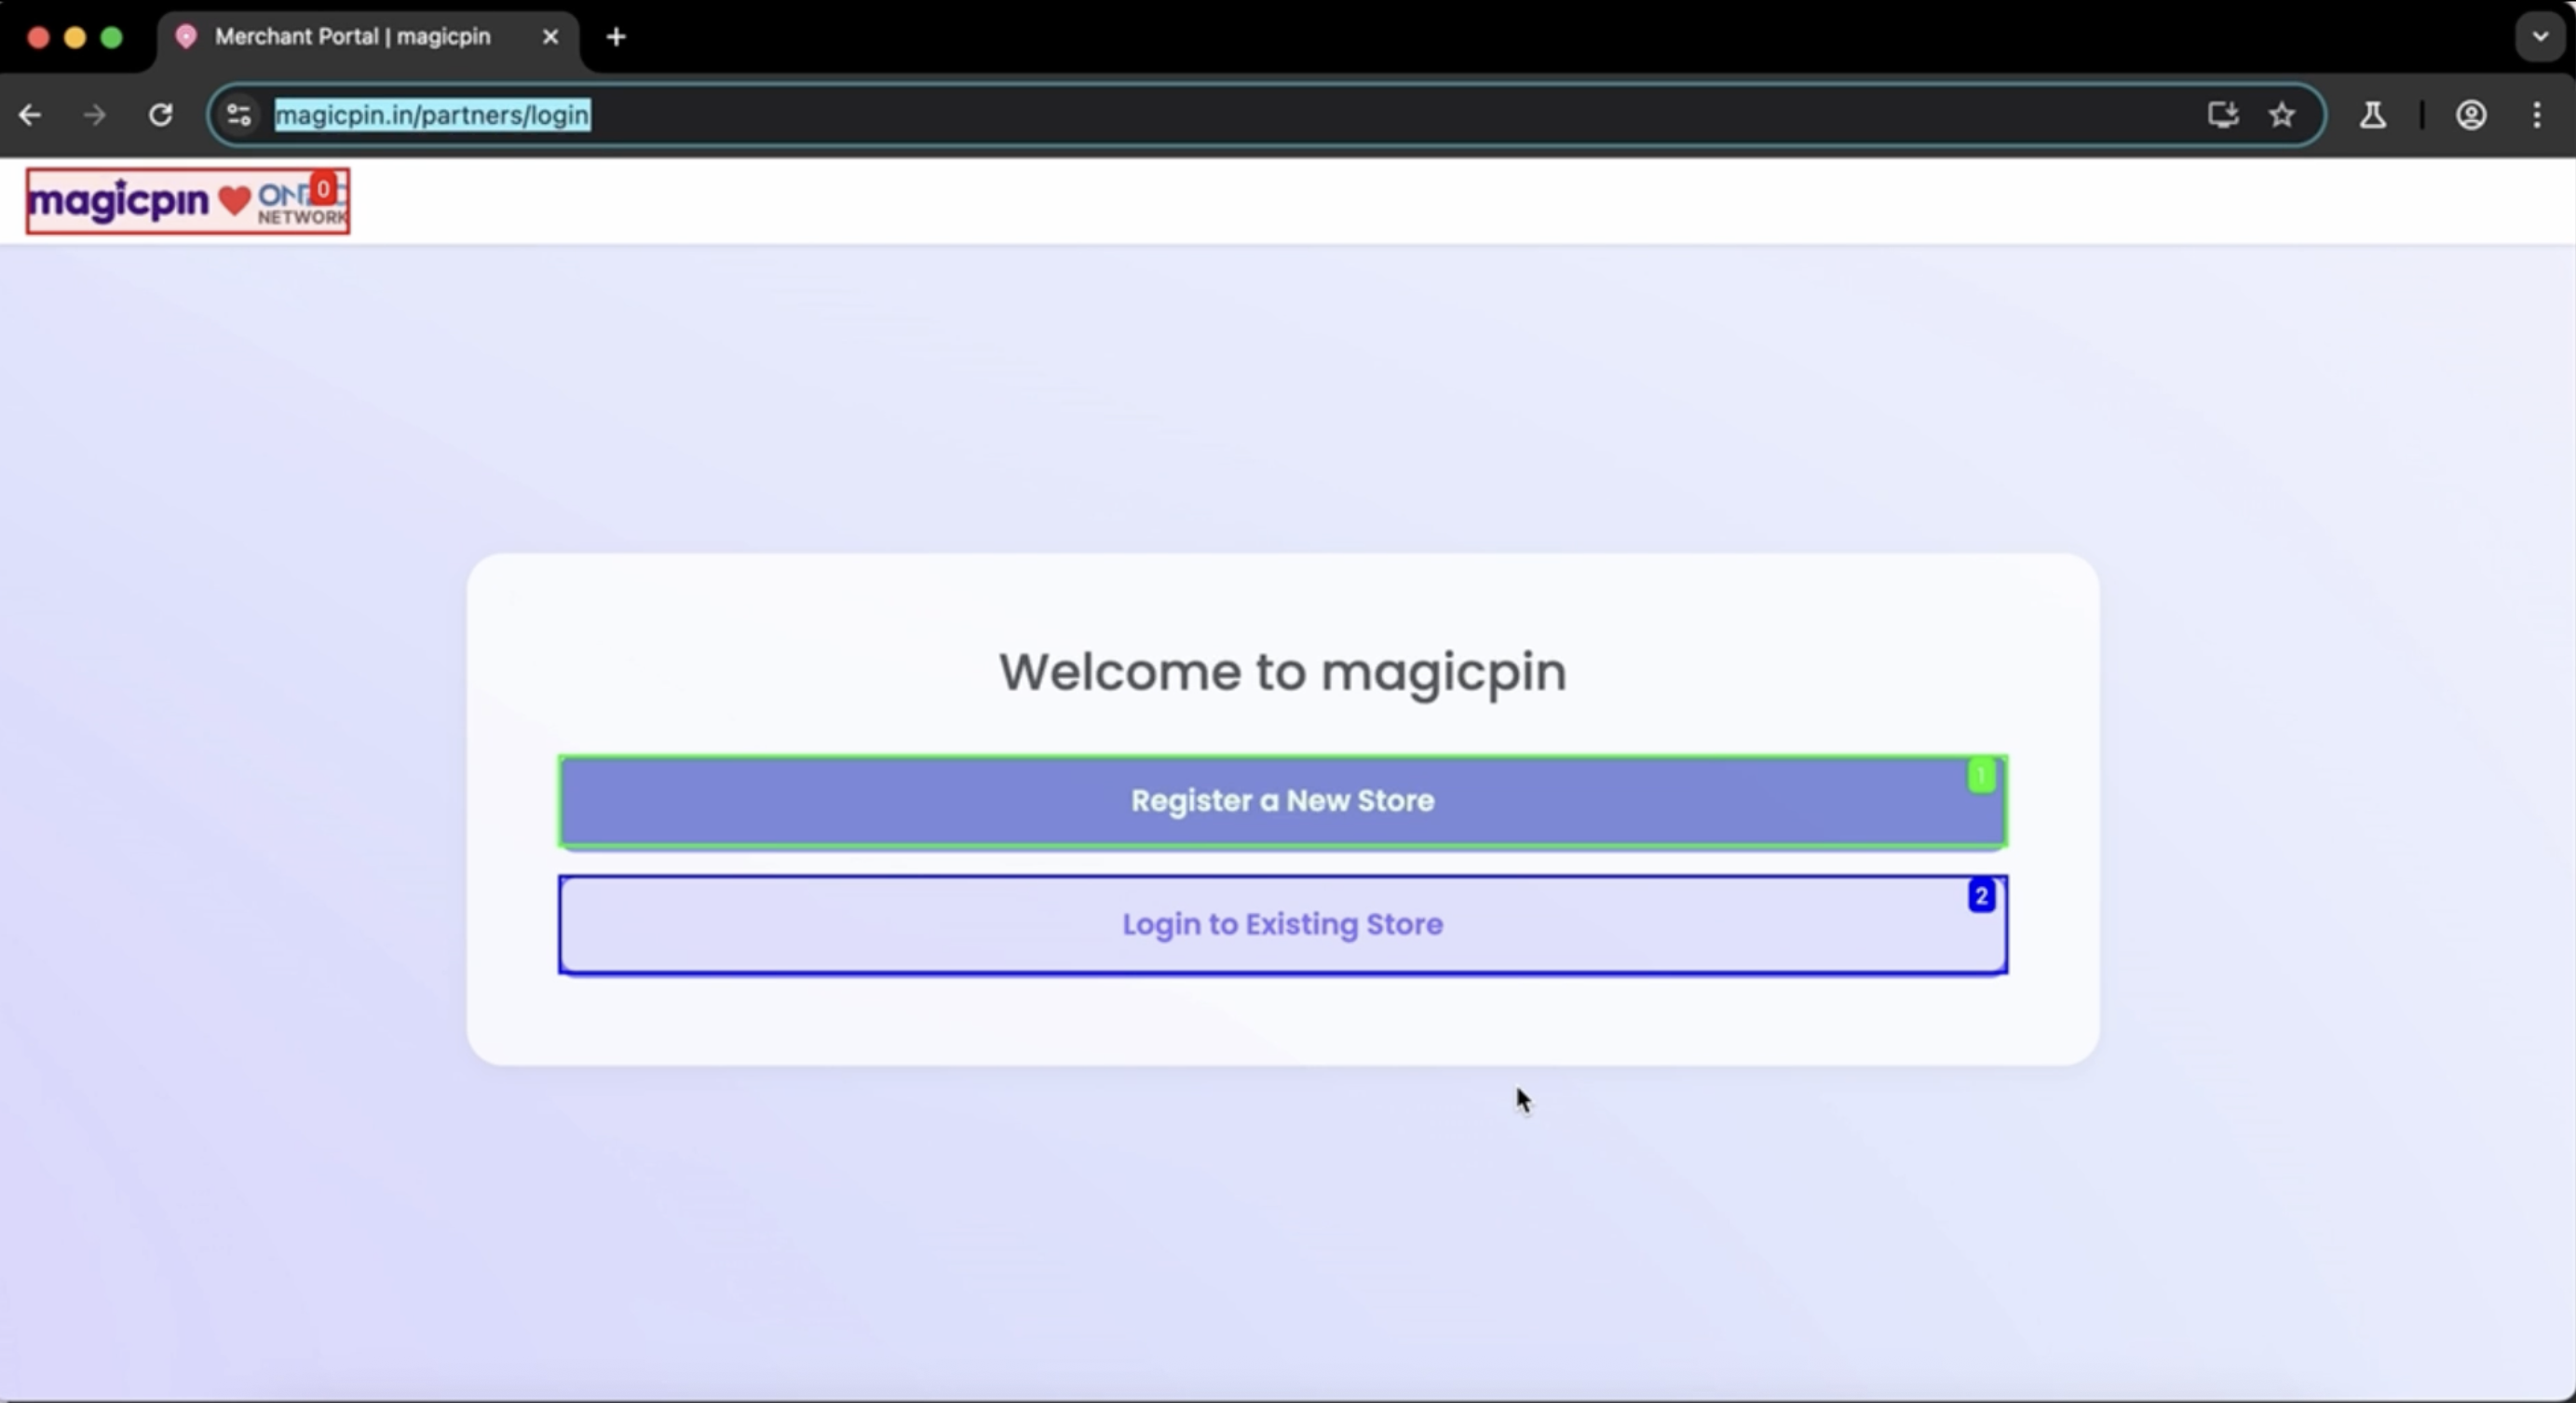 Merchant Portal | magicpin
magicpin.in/partners/login
magicpin
0
NETWORK
Welcome to magicpin
1
Register a New Store
2
Login to Existing Store